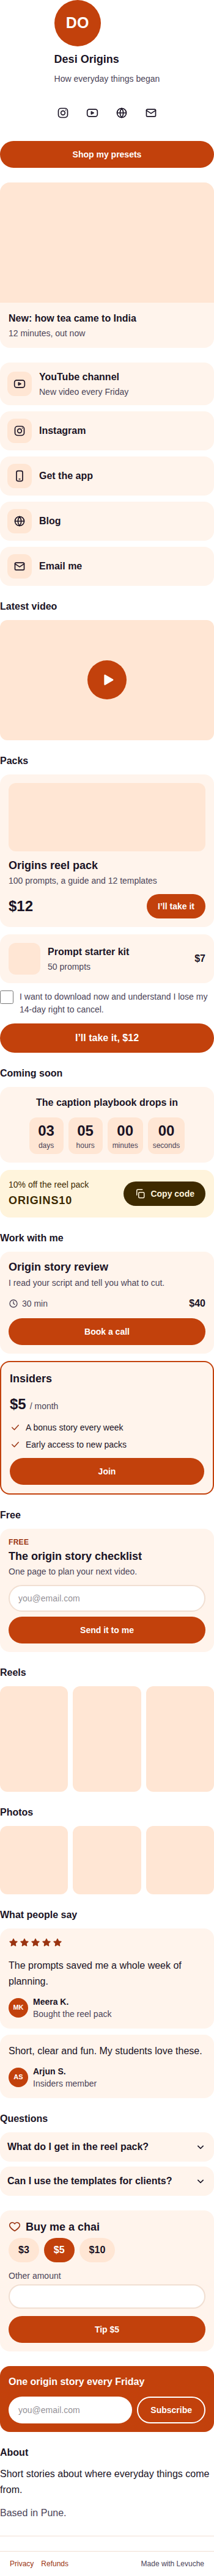 DO
Desi Origins
How everyday things began
Shop my presets
New: how tea came to India
12 minutes, out now
YouTube channel
New video every Friday
Instagram
Get the app
Blog
Email me
Latest video
Packs
Origins reel pack
100 prompts, a guide and 12 templates
$12
I'll take it
Prompt starter kit
50 prompts
$7
I want to download now and understand I lose my
14-day right to cancel.
I'll take it, $12
Coming soon
The caption playbook drops in
03 05 00 00
days hours minutes seconds
10% off the reel pack
ORIGINS10
Copy code
Work with me
Origin story review
I read your script and tell you what to cut.
30 min
$40
Book a call
Insiders
$5 / month
A bonus story every week
Early access to new packs
Join
Free
FREE
The origin story checklist
One page to plan your next video.
you@email.com
Send it to me
Reels
Photos
What people say
The prompts saved me a whole week of
planning.
MK
Meera K.
Bought the reel pack
Short, clear and fun. My students love these.
AS
Arjun S.
Insiders member
Questions
What do I get in the reel pack?
Can I use the templates for clients?
Buy me a chai
$3 $5 $10
Other amount
Tip $5
One origin story every Friday
you@email.com
Subscribe
About
Short stories about where everyday things come
from.
Based in Pune.
Privacy Refunds
Made with Levuche